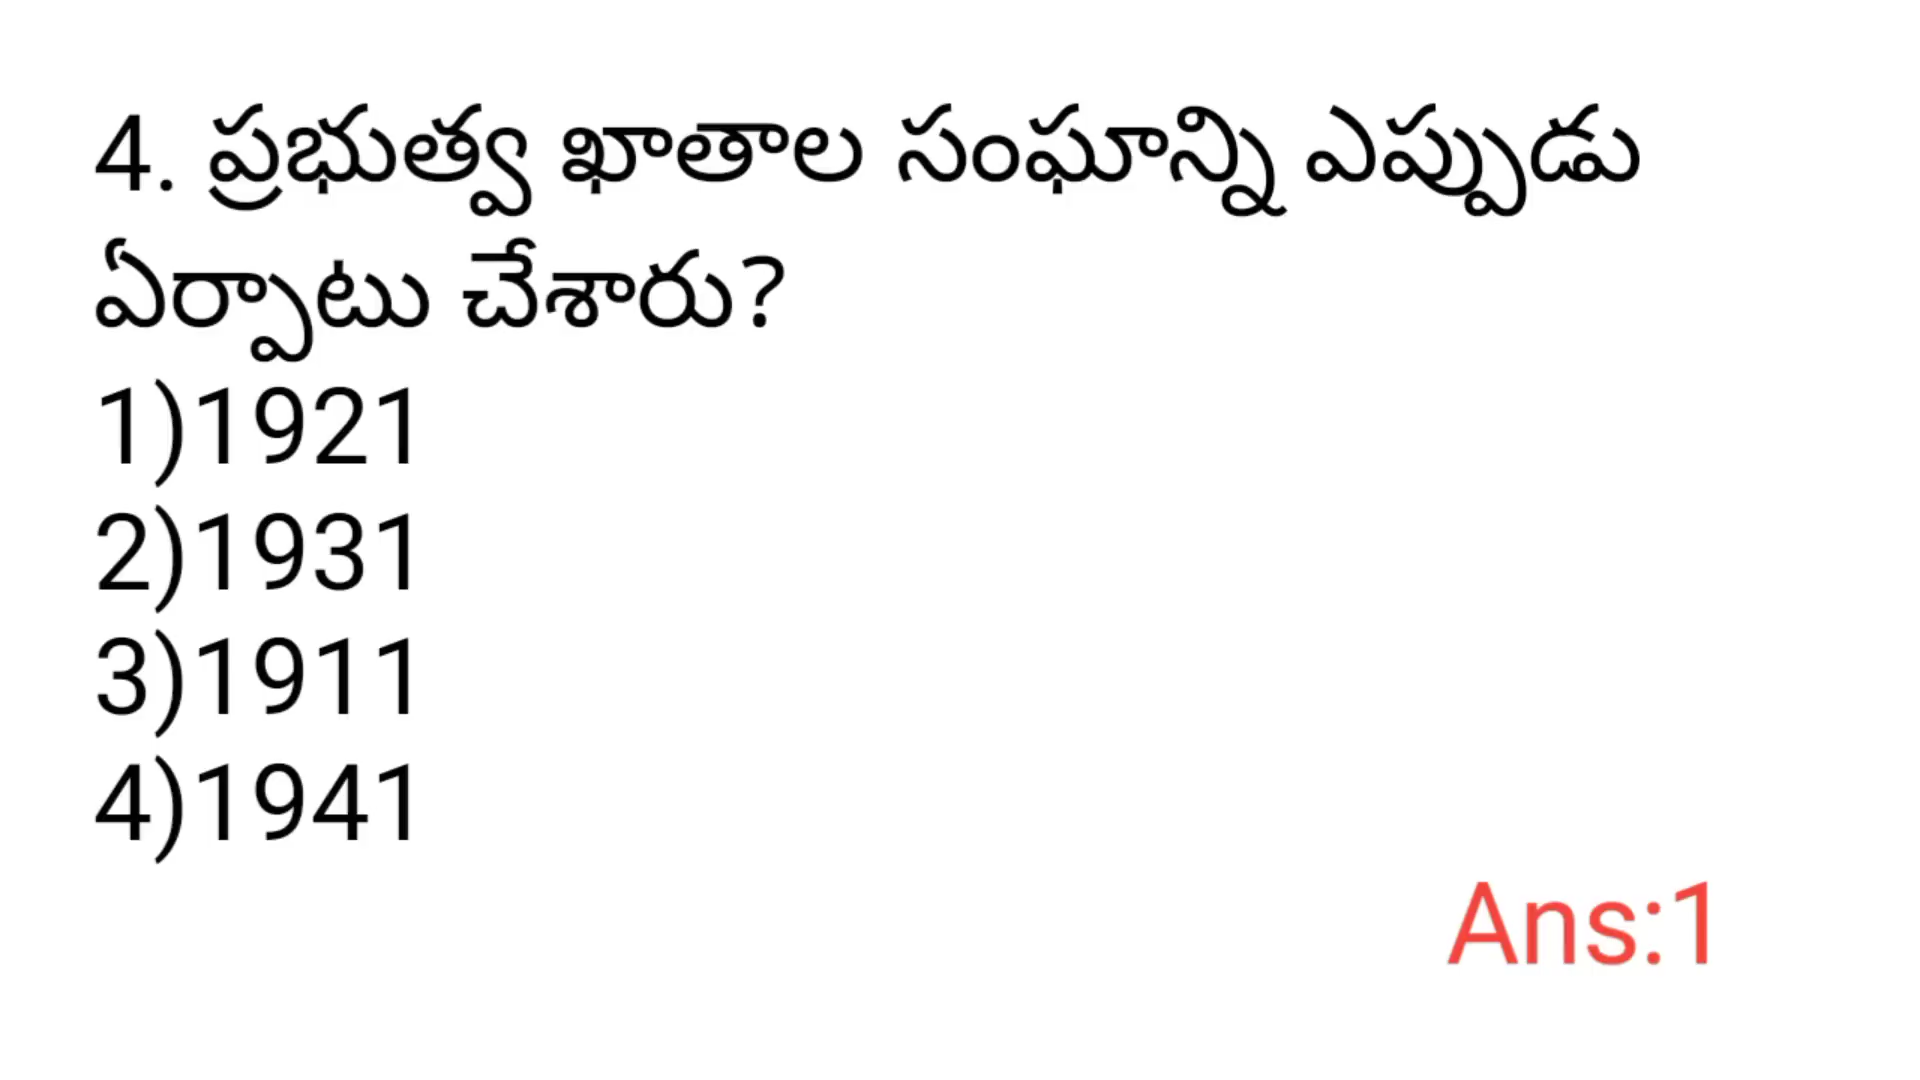 4. ప్రభుత్వ ఖాతాల సంఘాన్ని ఎప్పుడు
ఏర్పాటు చేశారు?
1)1921
2)1931
3)1911
4)1941
Ans:1